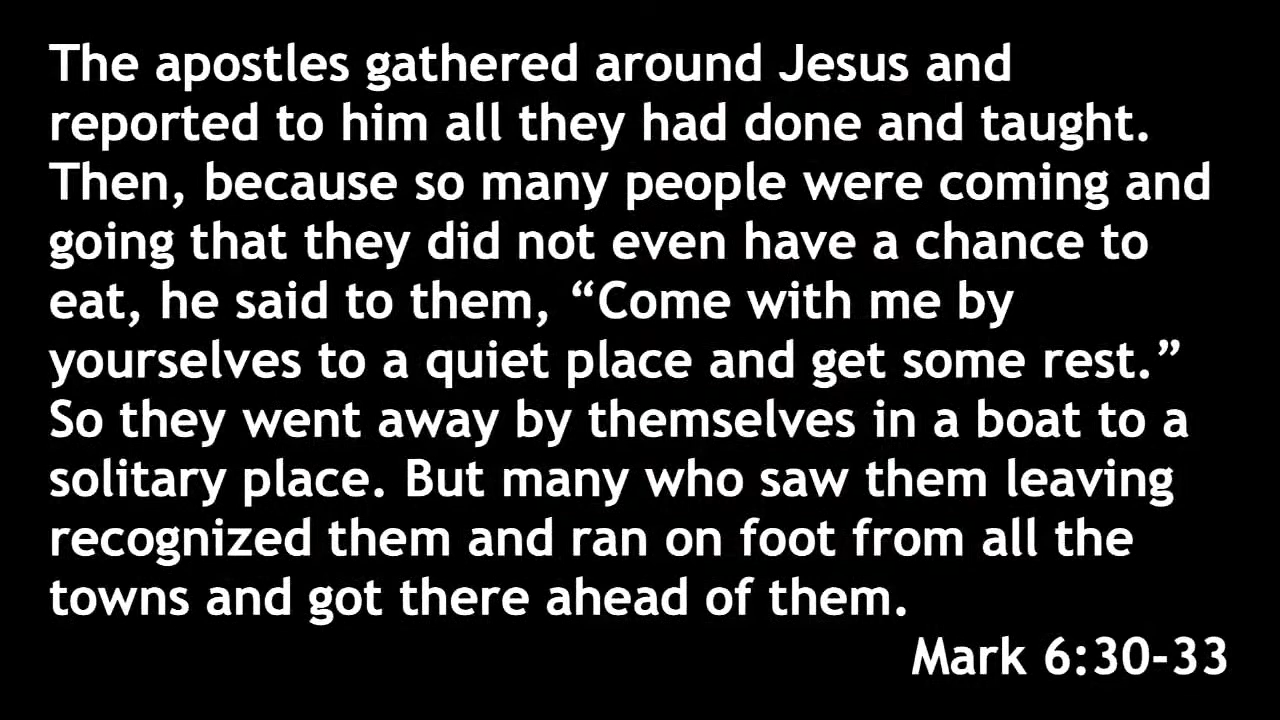 The apostles gathered around Jesus and
reported to him all they had done and taught.
Then, because so many people were coming and
going that they did not even have a chance to
eat, he said to them, “Come with me by
yourselves to a quiet place and get some rest.”
So they went away by themselves in a boat to a
solitary place. But many who saw them leaving
recognized them and ran on foot from all the
towns and got there ahead of them.
Mark 6:30-33